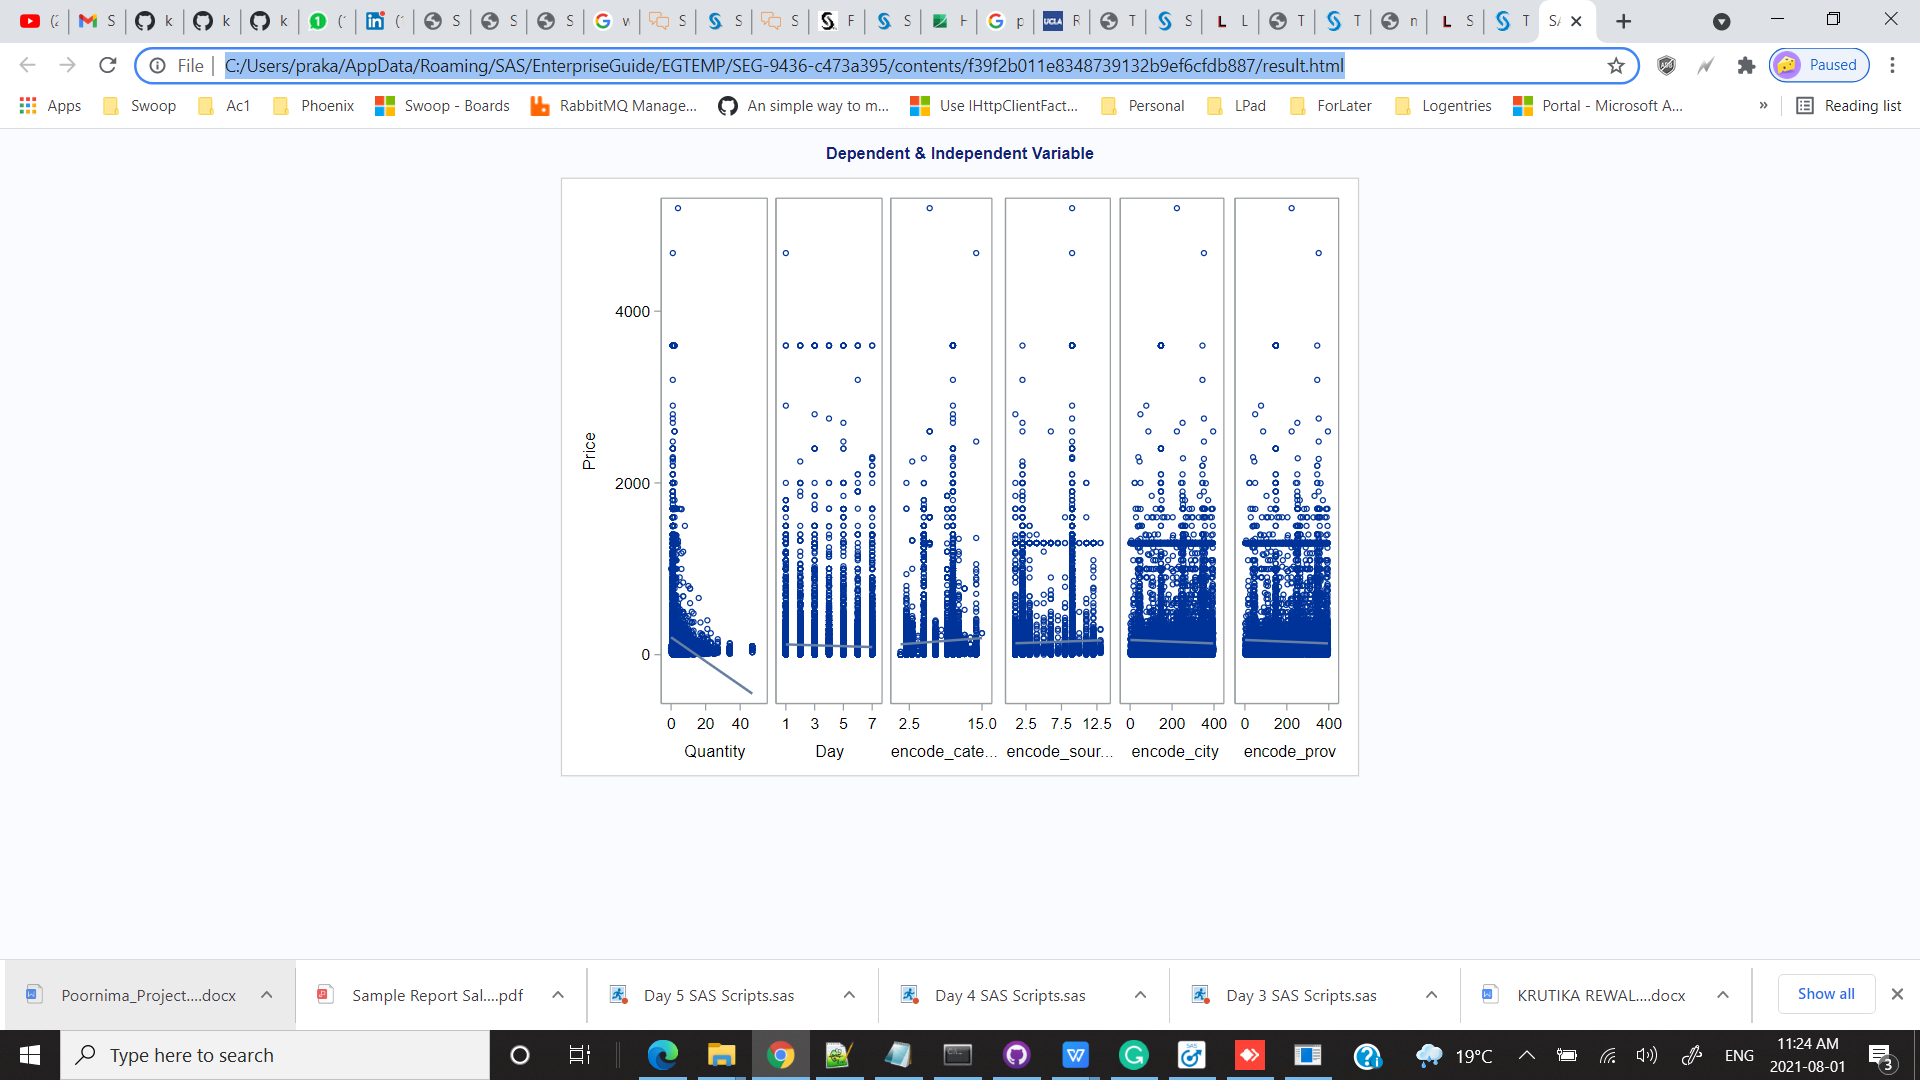 (2 S k k k ( ( S S S w S S S F S H p R T S L T T n S T SA
File C:/Users/praka/AppData/Roaming/SAS/EnterpriseGuide/EGTEMP/SEG-9436-c473a395/contents/f39f2b011e8348739132b9ef6cfdb887/result.html Paused
Apps Swoop Ac1 Phoenix Swoop - Boards RabbitMQ Manage... An simple way to m... Use IHttpClientFact... Personal LPad ForLater Logentries Portal - Microsoft A... » Reading list
Dependent & Independent Variable
4000
Price
2000
0
0 20 40 1 3 5 7 2.5 15.0 2.5 7.5 12.5 0 200 400 0 200 400
Quantity Day encode_cate... encode_sour... encode_city encode_prov
Poornima_Project....docx Sample Report Sal....pdf Day 5 SAS Scripts.sas Day 4 SAS Scripts.sas Day 3 SAS Scripts.sas KRUTIKA REWAL....docx Show all
Type here to search 19°C ENG 11:24 AM
2021-08-01 3